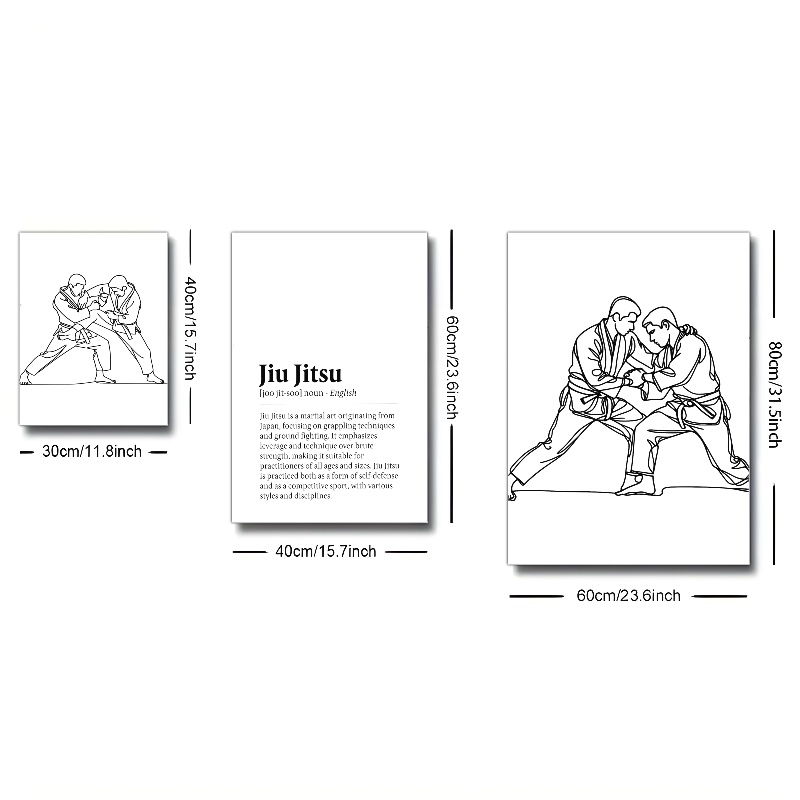 40cm/15.7inch
30cm/11.8inch
Jiu Jitsu
[joo jit-soo] noun - English
Jiu Jitsu is a martial art originating from
Japan, focusing on grappling techniques
and ground fighting. It emphasizes
leverage and technique over brute
strength, making it suitable for
practitioners of all ages and sizes. Jiu Jitsu
is practiced both as a form of self-defense
and as a competitive sport, with various
styles and disciplines.
60cm/23.6inch
40cm/15.7inch
80cm/31.5inch
60cm/23.6inch